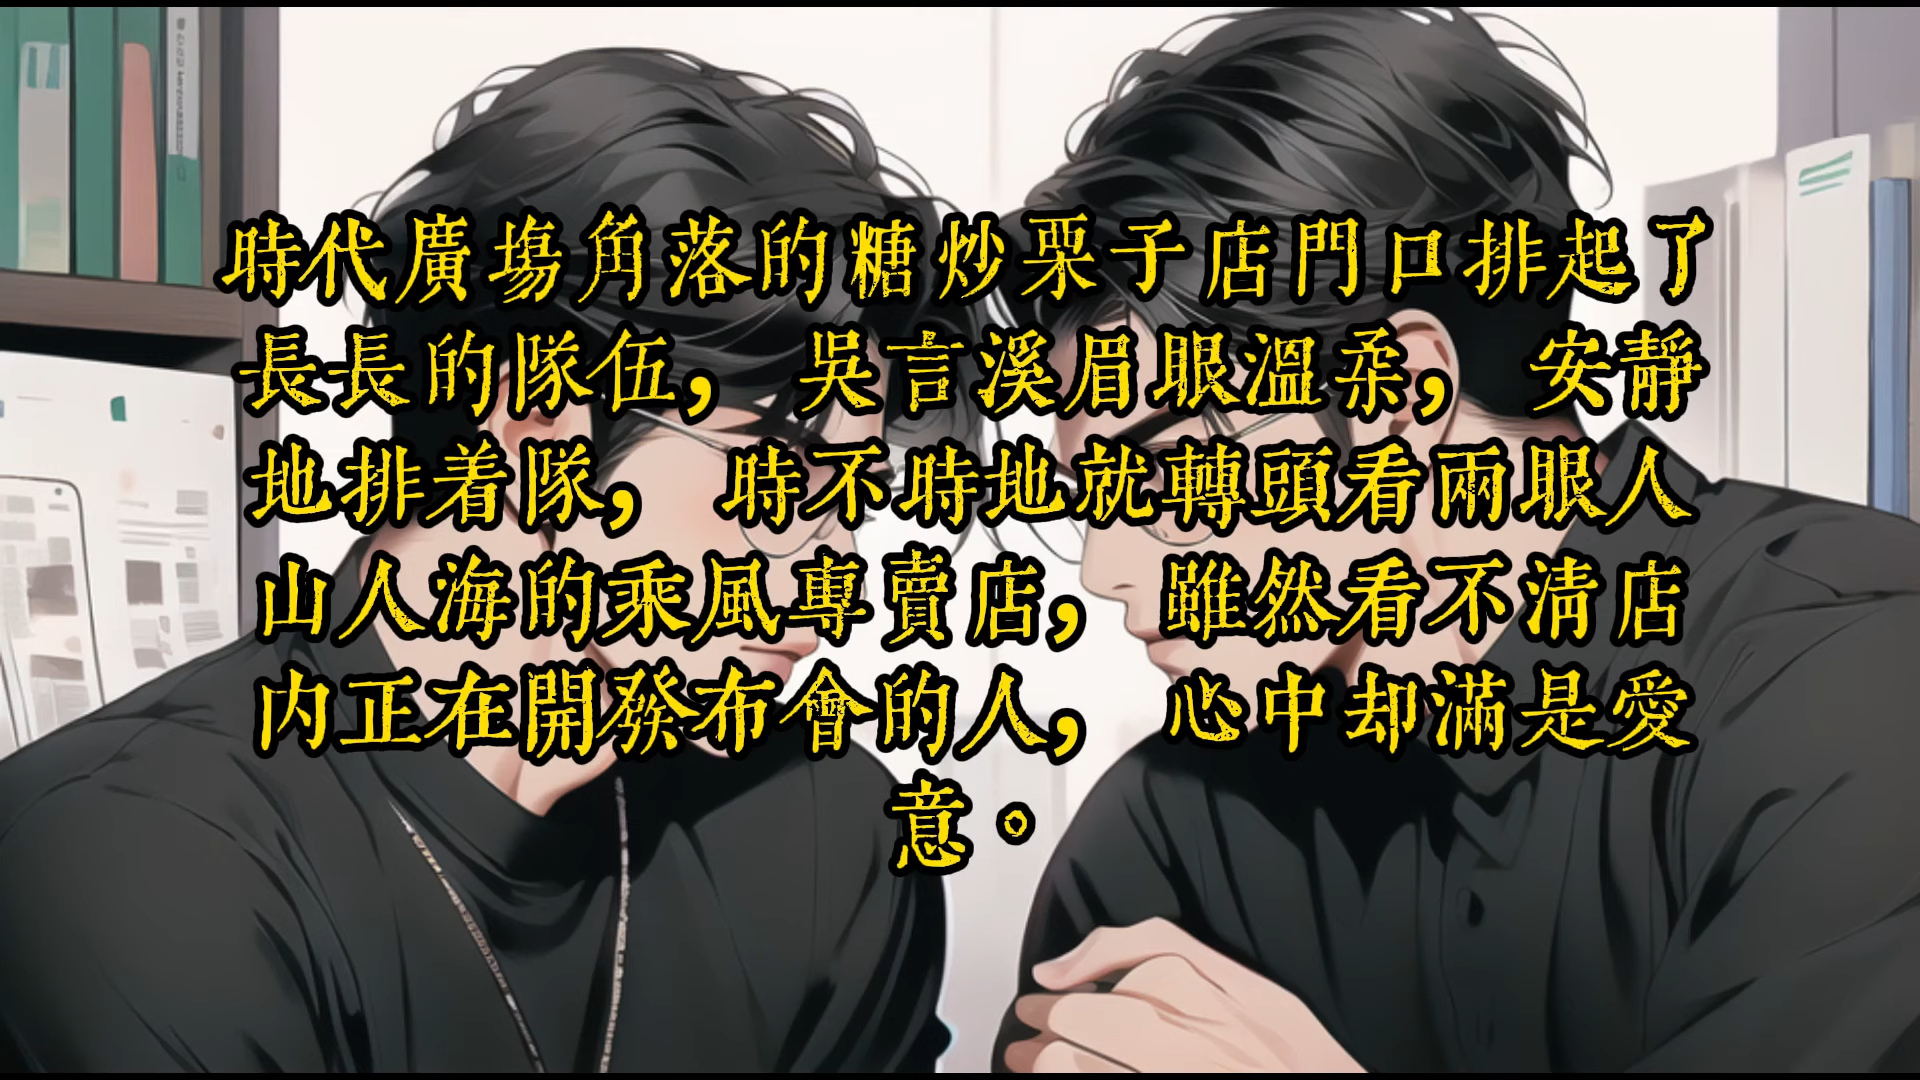 時代廣場角落的糖炒栗子店門口排起了
長長的隊伍，吳言溪眉眼溫柔，安靜
地排着隊，時不時地就轉頭看兩眼人
山人海的乘風專賣店，雖然看不清店
内正在開發布會的人，心中却滿是愛
意。